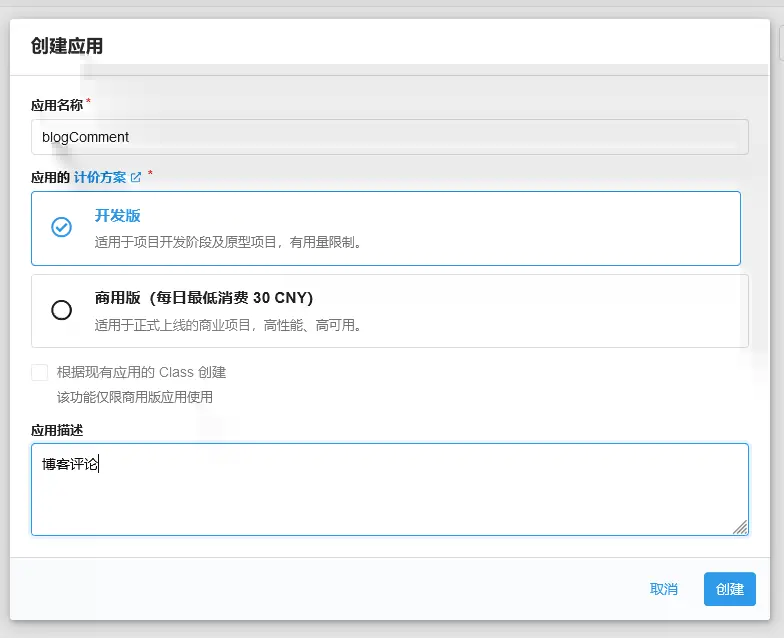 创建应用
应用名称*
blogComment
应用的 计价方案 *
开发版
适用于项目开发阶段及原型项目，有用量限制。
商用版（每日最低消费 30 CNY）
适用于正式上线的商业项目，高性能、高可用。
根据现有应用的 Class 创建
该功能仅限商用版应用使用
应用描述
博客评论
取消 创建